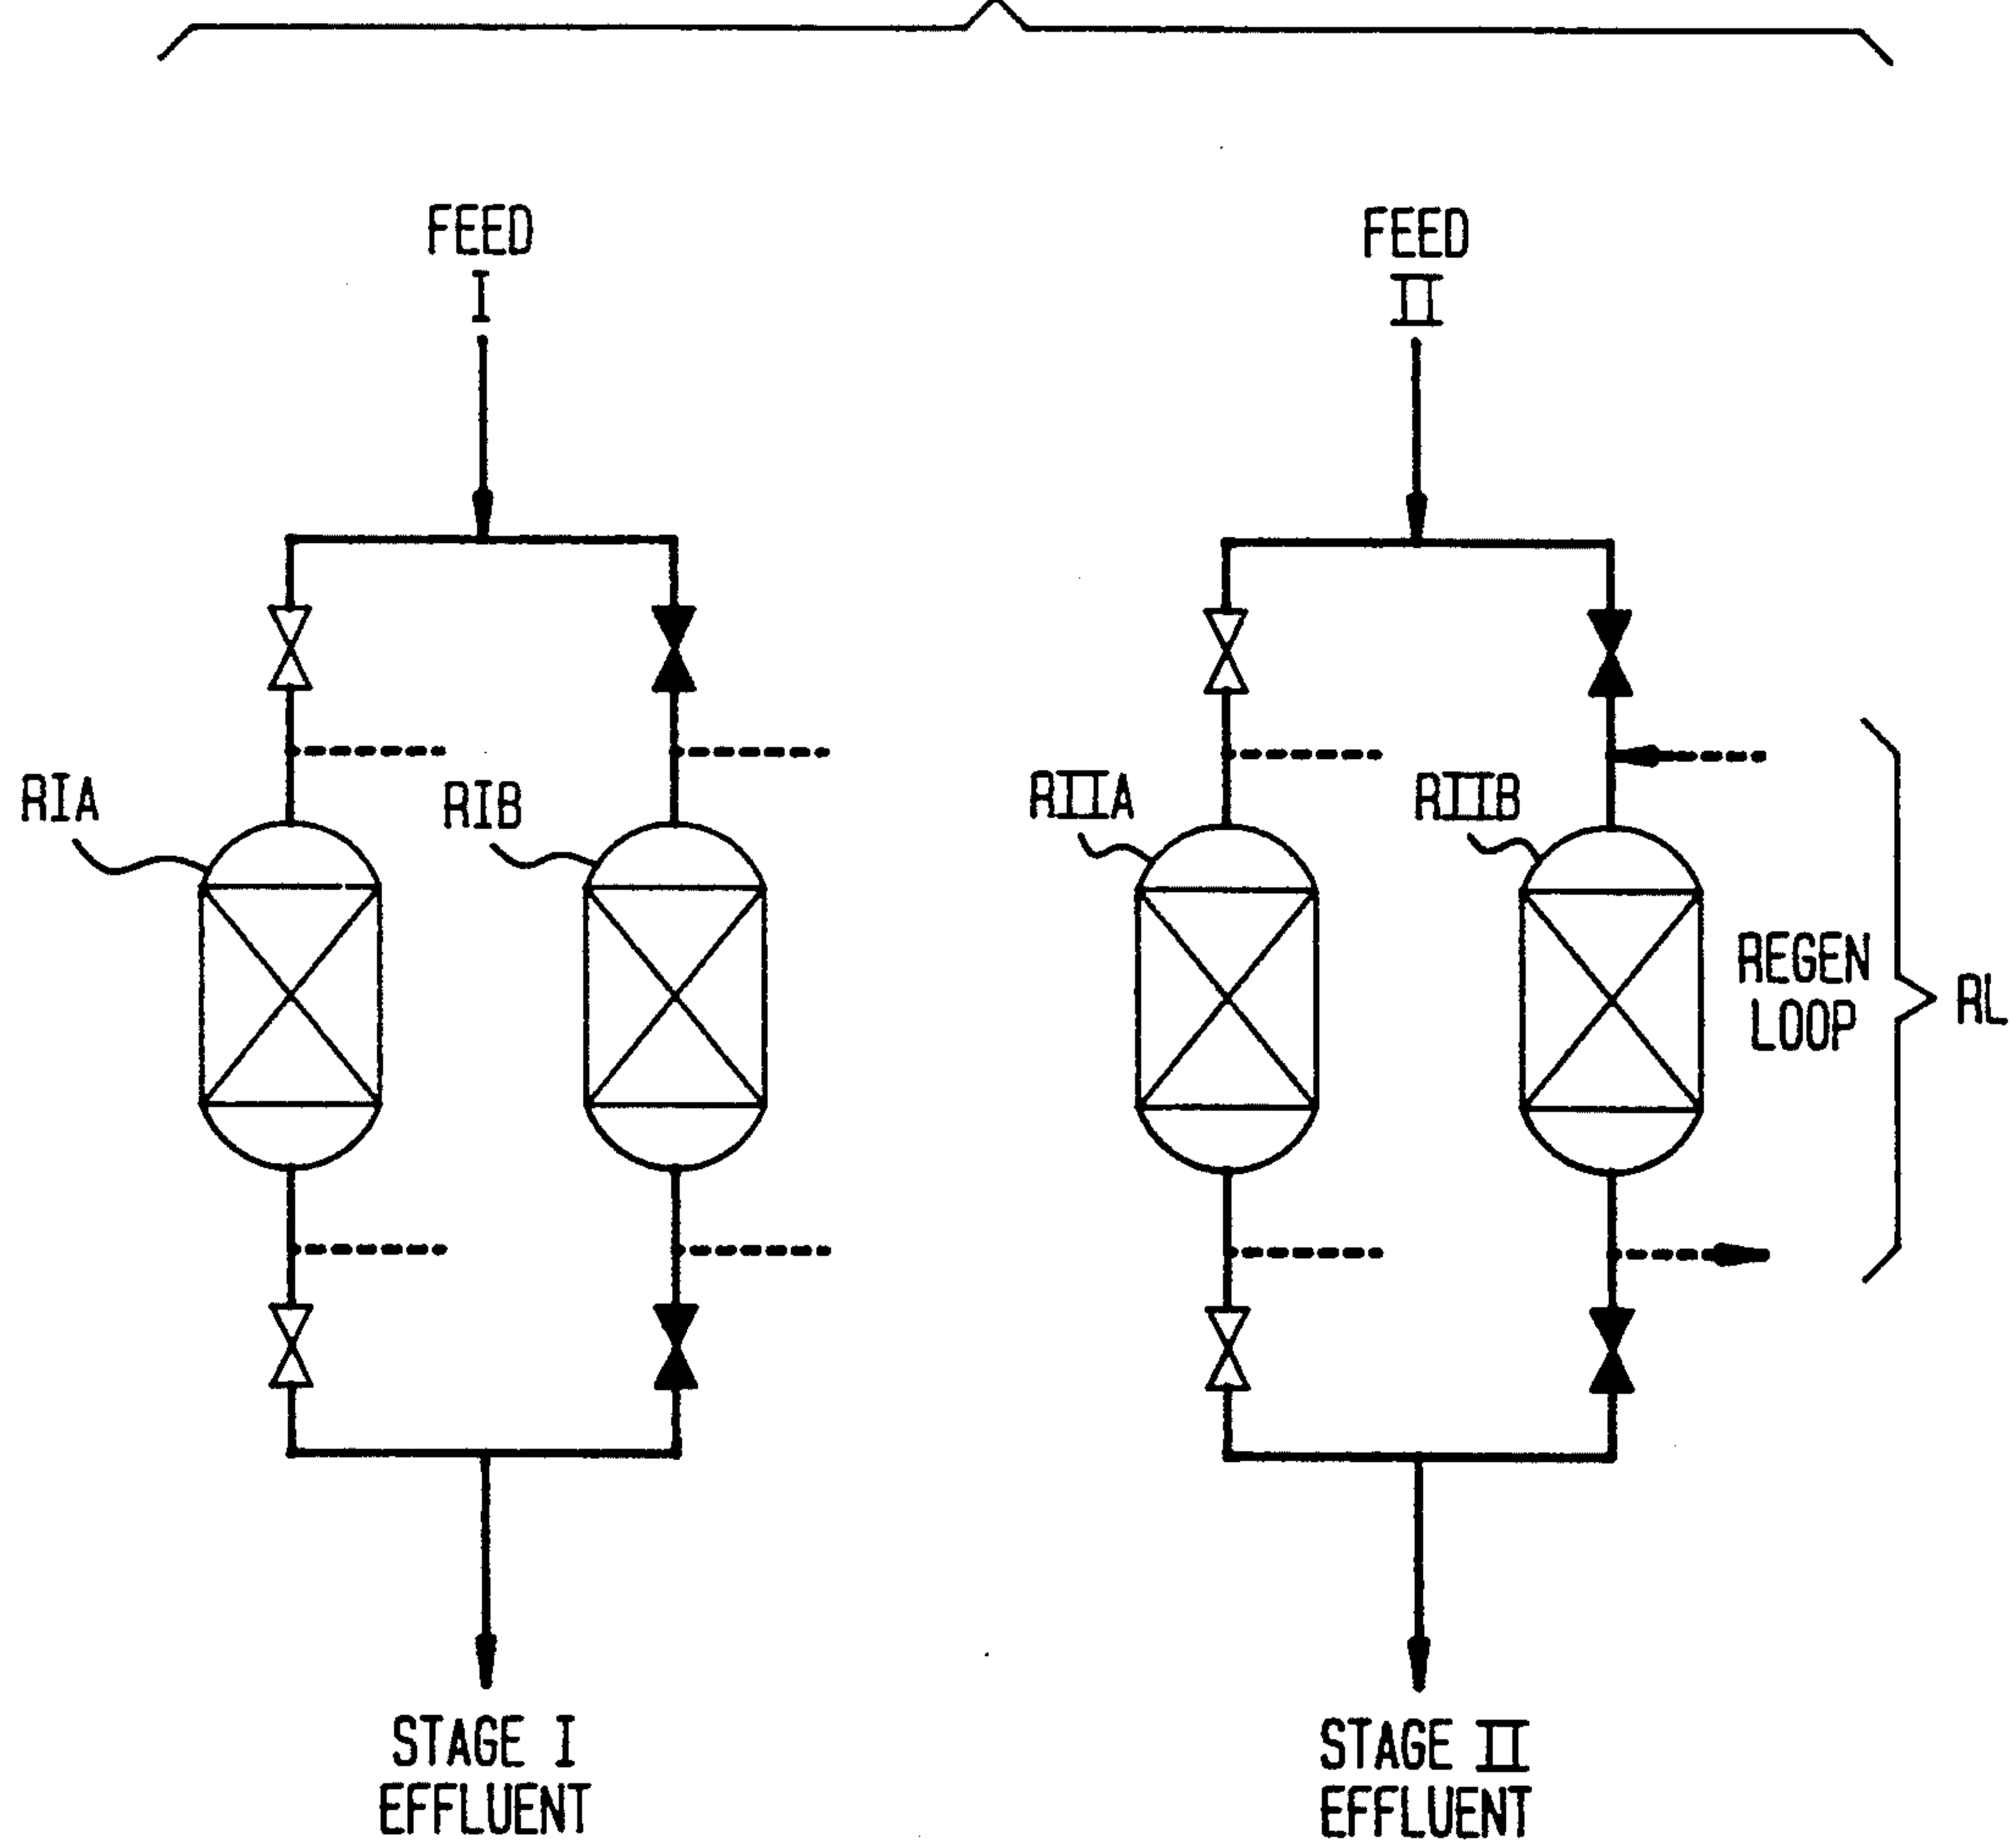 FEED
I
FEED
II
RIA
RIB
RIIA
RIIB
REGEN
LOOP
RL
STAGE I
EFFLUENT
STAGE II
EFFLUENT